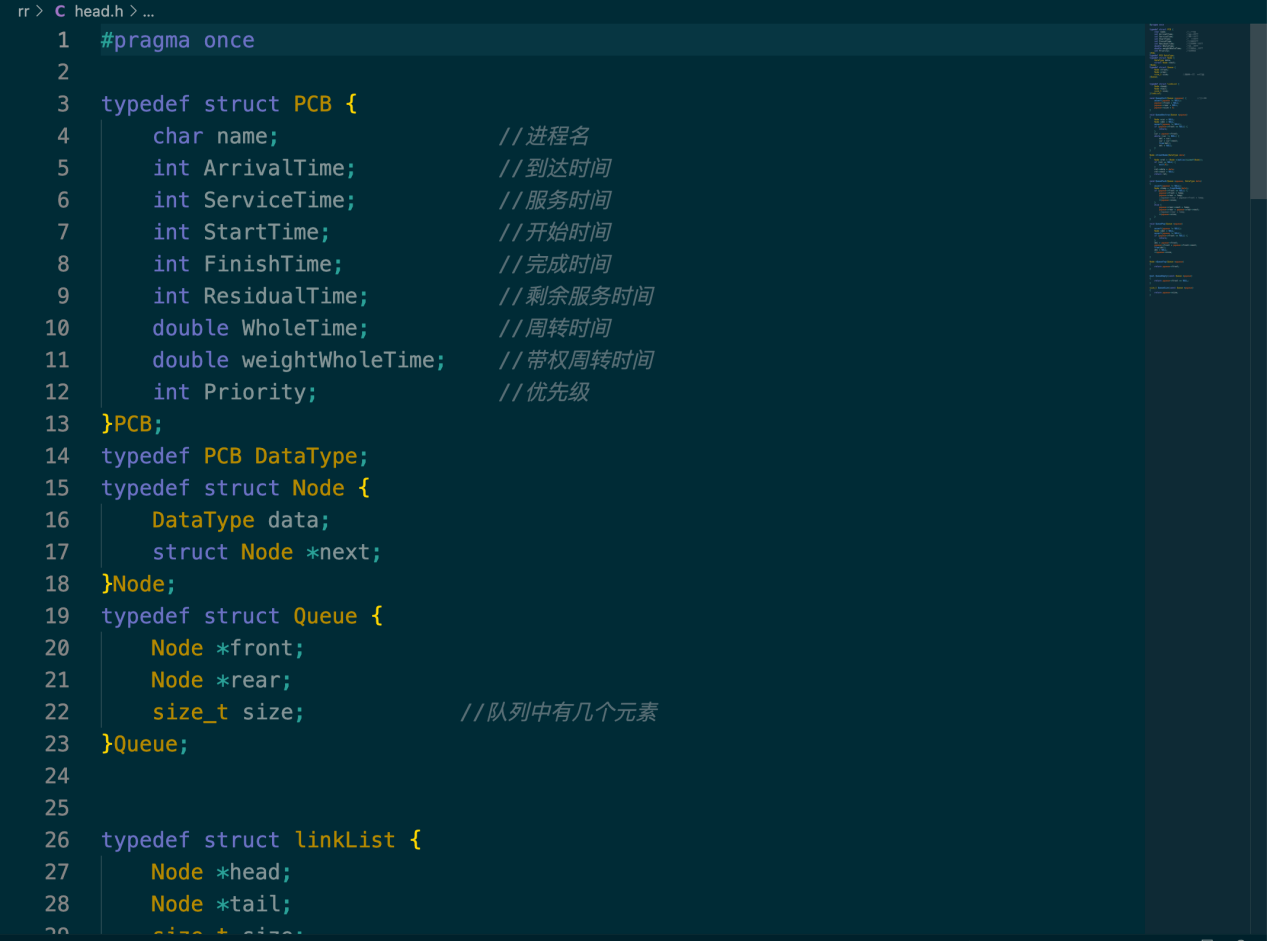 rr > C head.h > ...
1 #pragma once
2
3 typedef struct PCB {
4 char name; //进程名
5 int ArrivalTime; //到达时间
6 int ServiceTime; //服务时间
7 int StartTime; //开始时间
8 int FinishTime; //完成时间
9 int ResidualTime; //剩余服务时间
10 double WholeTime; //周转时间
11 double weightWholeTime; //带权周转时间
12 int Priority; //优先级
13 }PCB;
14 typedef PCB DataType;
15 typedef struct Node {
16 DataType data;
17 struct Node *next;
18 }Node;
19 typedef struct Queue {
20 Node *front;
21 Node *rear;
22 size_t size; //队列中有几个元素
23 }Queue;
24
25
26 typedef struct linkList {
27 Node *head;
28 Node *tail;
29 size_t size;